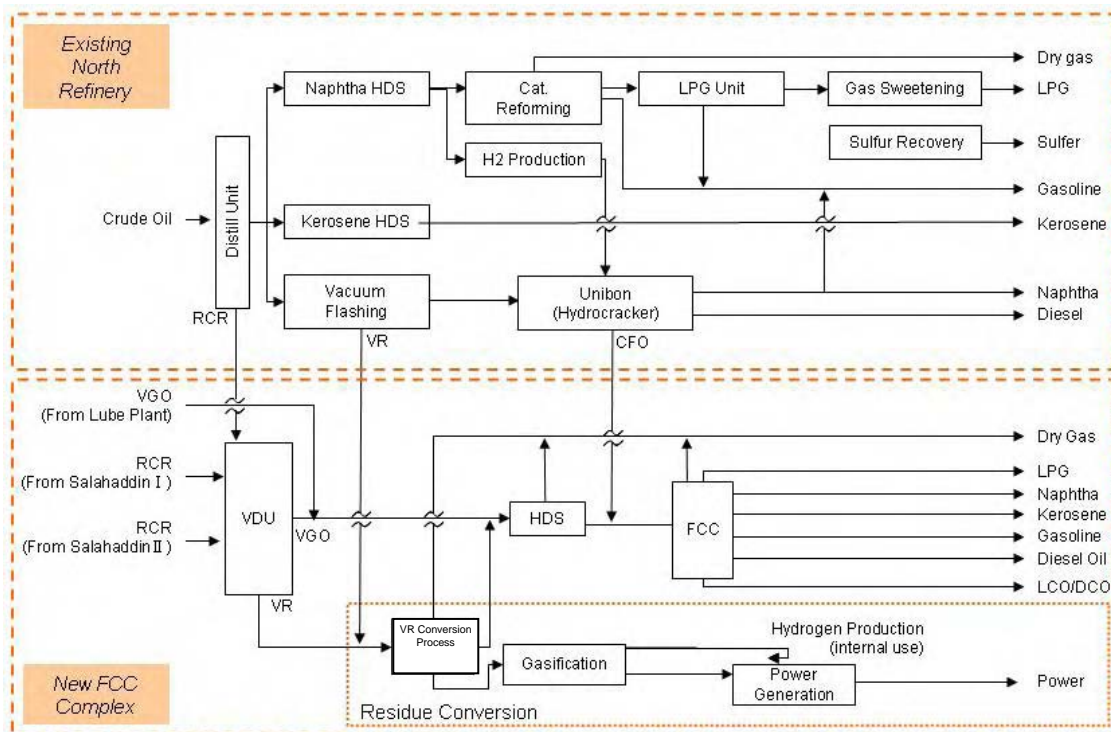 Existing
North
Refinery
Dry gas
Naphtha HDS
Cat.
Reforming
LPG Unit
Gas Sweetening
LPG
Sulfur Recovery
Sulfer
H2 Production
Distill Unit
Gasoline
Crude Oil
Kerosene HDS
Kerosene
Vacuum
Flashing
Unibon
(Hydrocracker)
Naphtha
Diesel
RCR
VR
CFO
VGO
(From Lube Plant)
Dry Gas
RCR
(From Salahaddin I)
LPG
Naphtha
VDU
HDS
Kerosene
VGO
FCC
Gasoline
RCR
(From Salahaddin II)
Diesel Oil
LCO/DCO
VR
VR Conversion
Process
Hydrogen Production
(internal use)
Gasification
Power
Generation
Power
New FCC
Complex
Residue Conversion